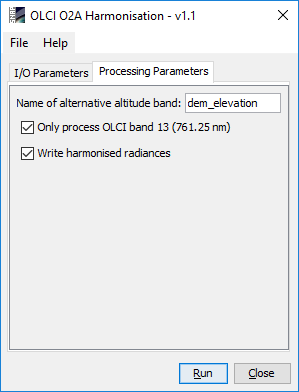 OLCI O2A Harmonisation - v1.1
File Help
I/O Parameters Processing Parameters
Name of alternative altitude band: dem_elevation
Only process OLCI band 13 (761.25 nm)
Write harmonised radiances
Run Close